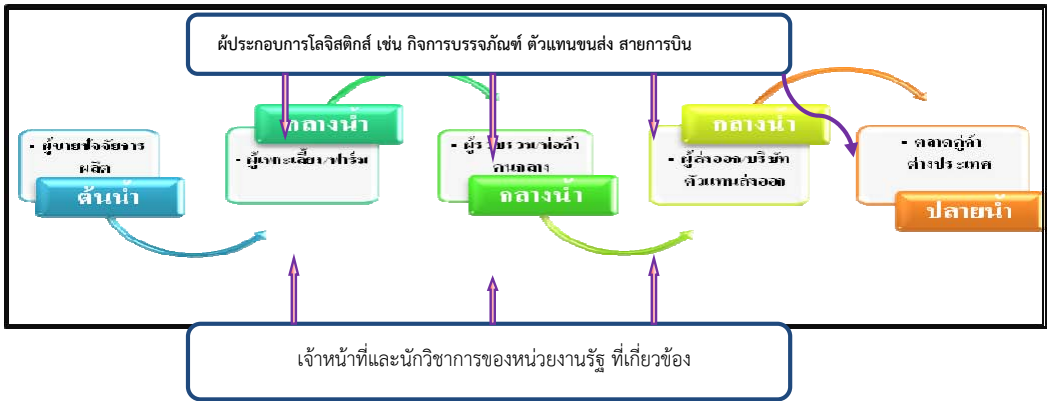 ผ้ประกอบการโลจิสติกส์ เช่น กิจการบรรจภัณฑ์ ตัวแทนขนส่ง สายการบิน
- ผู้ขายปัจจัยการ
ผลิต
ต้นน้ำ
กลางน้ำ
- ผู้เพาะเลี้ยง/ฟาร์ม
- ผู้รวบรวม/พ่อค้า
คนกลาง
กลางน้ำ
กลางน้ำ
- ผู้ส่งออก/บริษัท
ตัวแทนส่งออก
- ตลาดคู่ค้า
ต่างประเทศ
ปลายน้ำ
เจ้าหน้าที่และนักวิชาการของหน่วยงานรัฐ ที่เกี่ยวข้อง